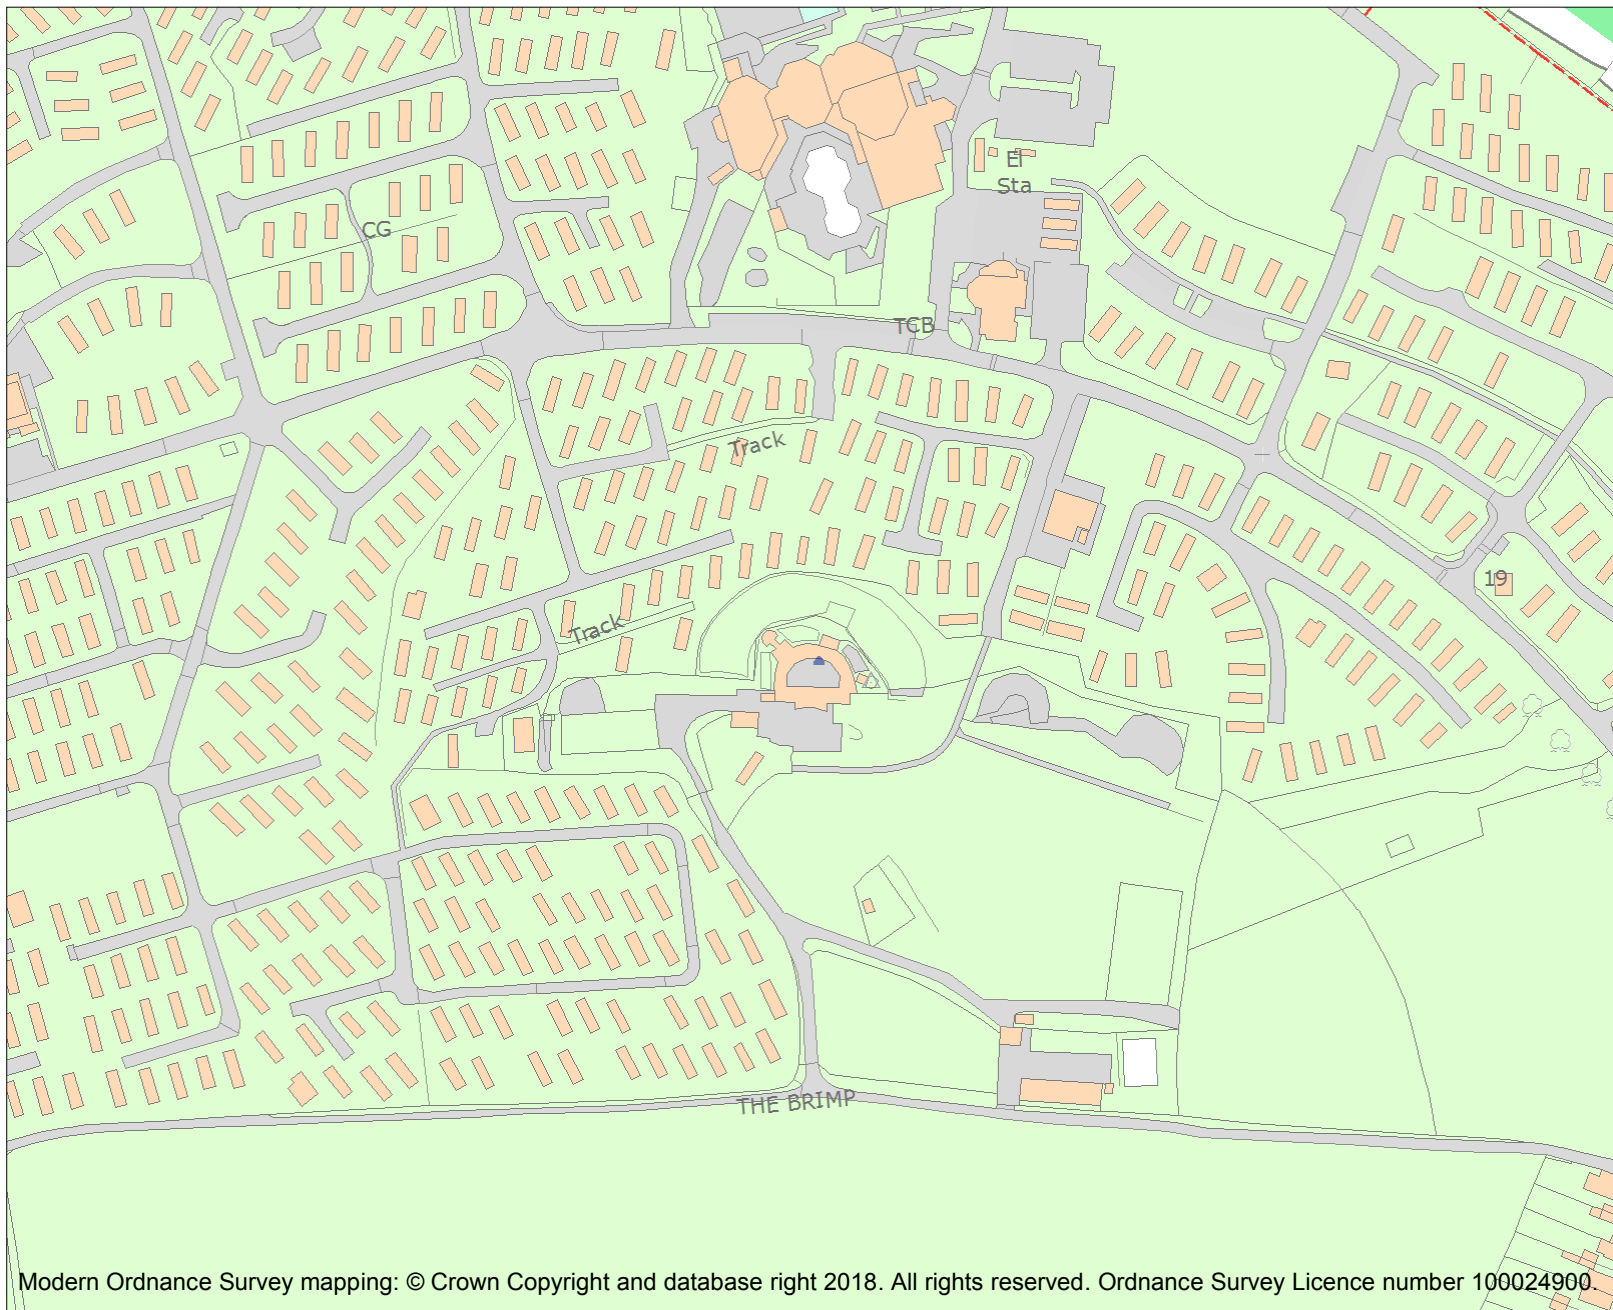 El
Sta
CG
TCB
Track
19
Track
THE BRIMP
Modern Ordnance Survey mapping: © Crown Copyright and database right 2018. All rights reserved. Ordnance Survey Licence number 100024900.